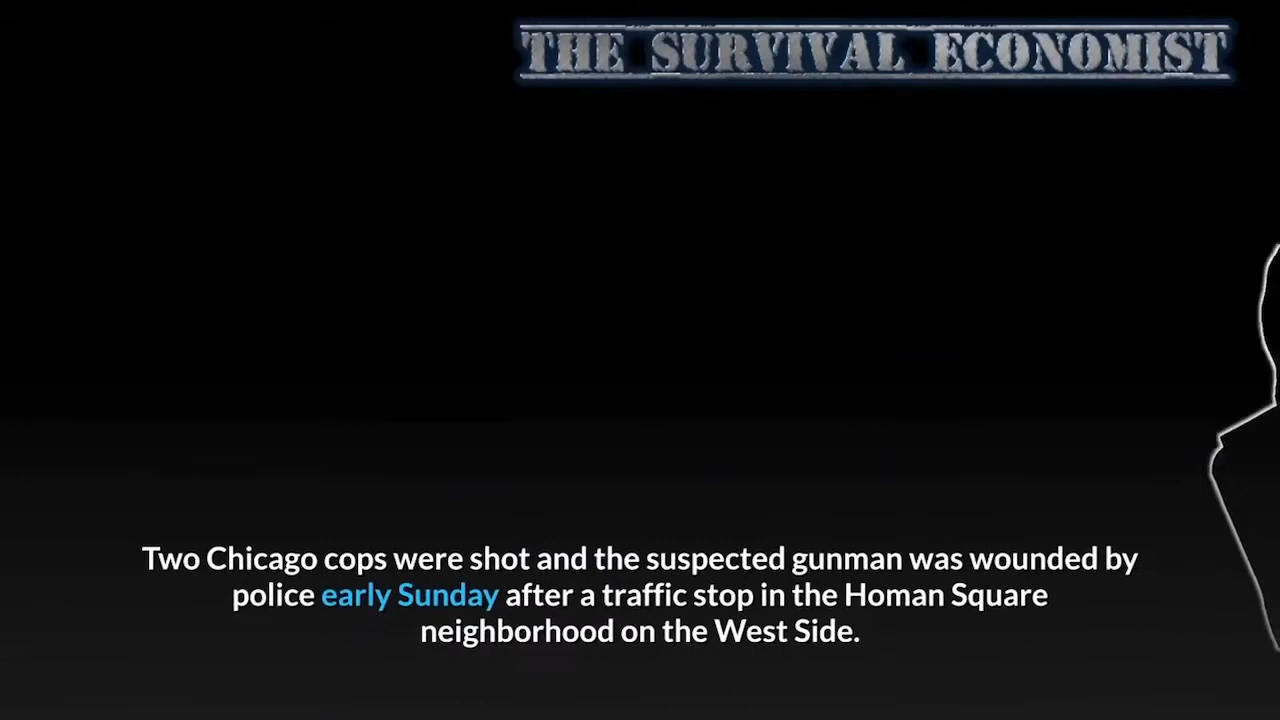 THE SURVIVAL ECONOMIST
Two Chicago cops were shot and the suspected gunman was wounded by
police early Sunday after a traffic stop in the Homan Square
neighborhood on the West Side.